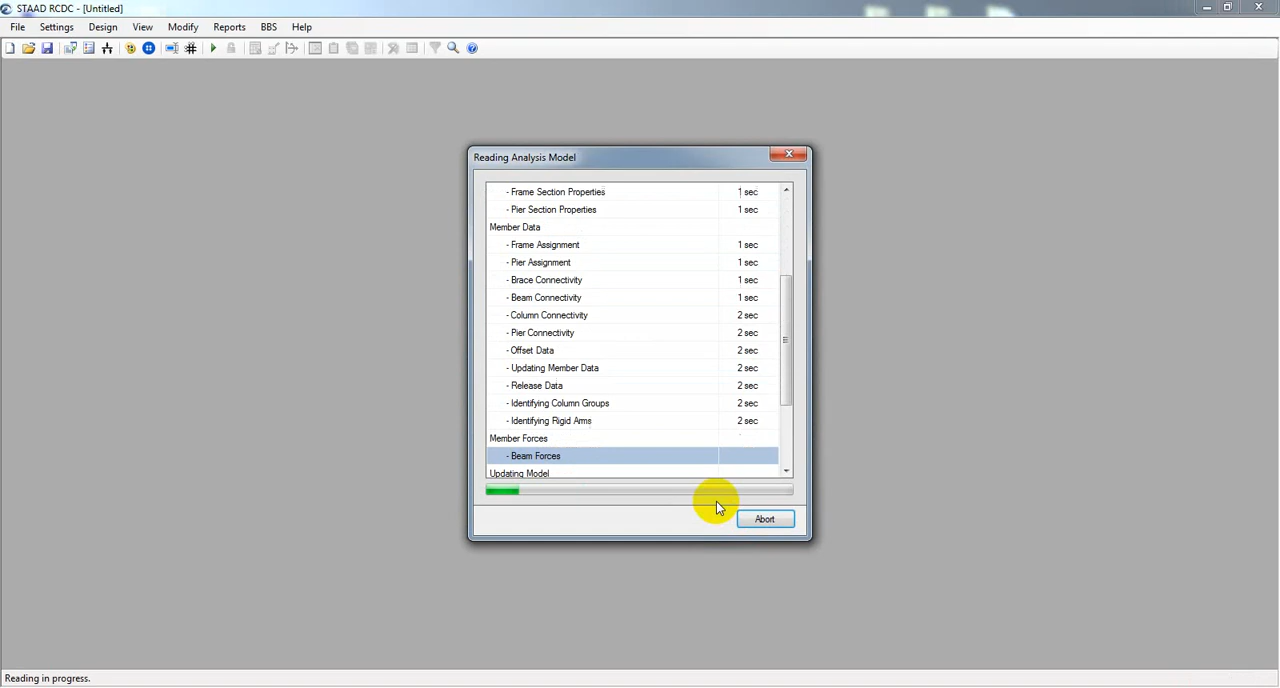 STAAD RCDC - [Untitled]
File Settings Design View Modify Reports BBS Help
Reading Analysis Model
- Frame Section Properties 1 sec
- Pier Section Properties 1 sec
Member Data
- Frame Assignment 1 sec
- Pier Assignment 1 sec
- Brace Connectivity 1 sec
- Beam Connectivity 1 sec
- Column Connectivity 2 sec
- Pier Connectivity 2 sec
- Offset Data 2 sec
- Updating Member Data 2 sec
- Release Data 2 sec
- Identifying Column Groups 2 sec
- Identifying Rigid Arms 2 sec
Member Forces
- Beam Forces
Updating Model
Abort
Reading in progress.